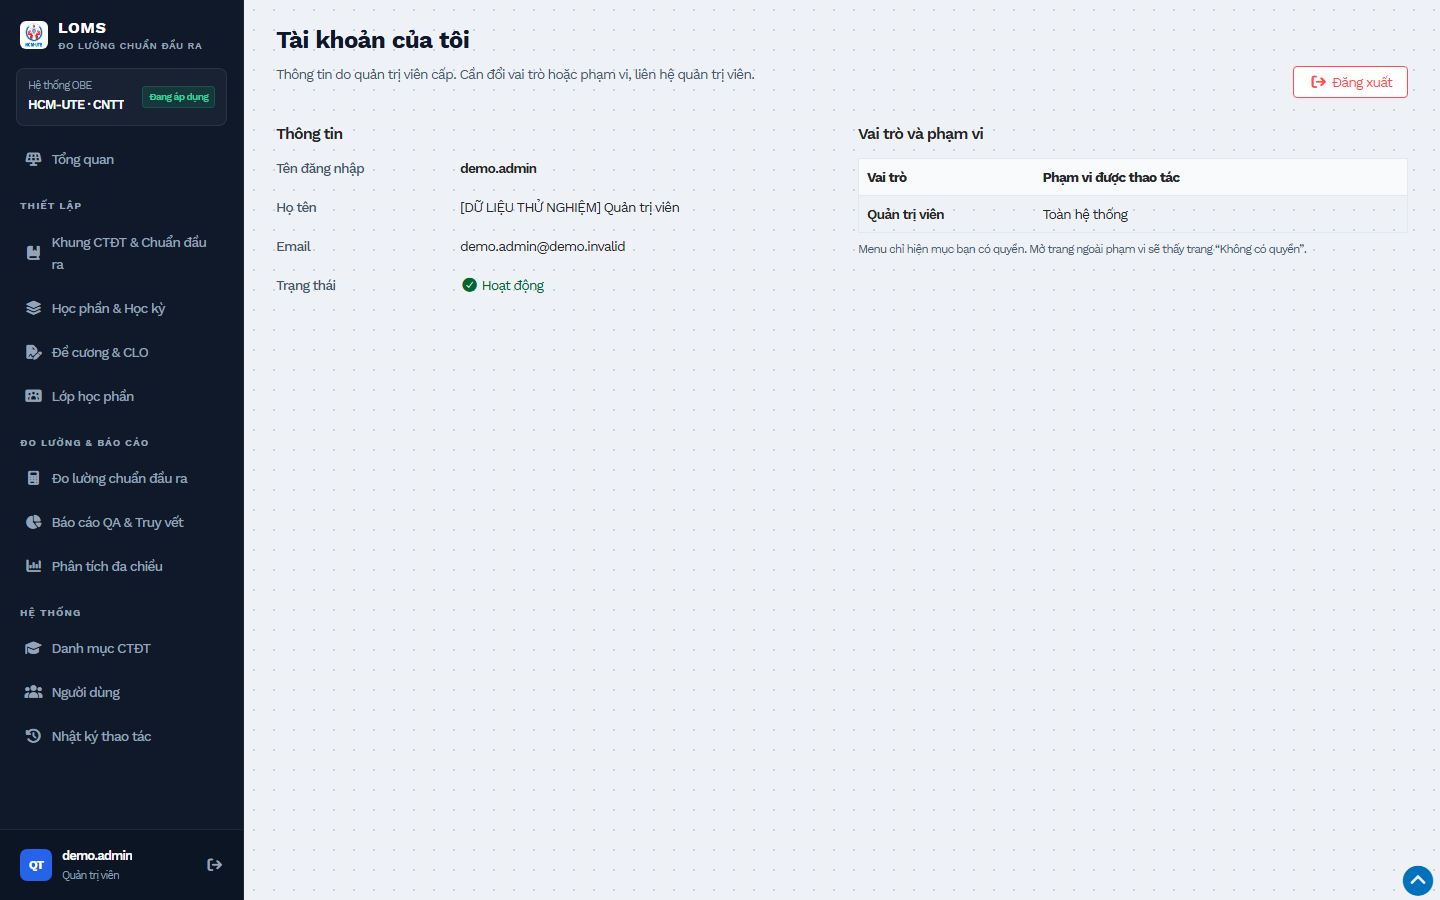 LOMS
ĐO LƯỜNG CHUẨN ĐẦU RA
HCM-UTE
Hệ thống OBE
HCM-UTE · CNTT
Đang áp dụng
Tổng quan
THIẾT LẬP
Khung CTĐT & Chuẩn đầu
ra
Học phần & Học kỳ
Đề cương & CLO
Lớp học phần
ĐO LƯỜNG & BÁO CÁO
Đo lường chuẩn đầu ra
Báo cáo QA & Truy vết
Phân tích đa chiều
HỆ THỐNG
Danh mục CTĐT
Người dùng
Nhật ký thao tác
QT
demo.admin
Quản trị viên
Tài khoản của tôi
Thông tin do quản trị viên cấp. Cần đổi vai trò hoặc phạm vi, liên hệ quản trị viên.
Đăng xuất
Thông tin
Tên đăng nhập
demo.admin
Họ tên
[DỮ LIỆU THỬ NGHIỆM] Quản trị viên
Email
demo.admin@demo.invalid
Trạng thái
Hoạt động
Vai trò và phạm vi
Vai trò
Phạm vi được thao tác
Quản trị viên
Toàn hệ thống
Menu chỉ hiện mục bạn có quyền. Mở trang ngoài phạm vi sẽ thấy trang “Không có quyền”.